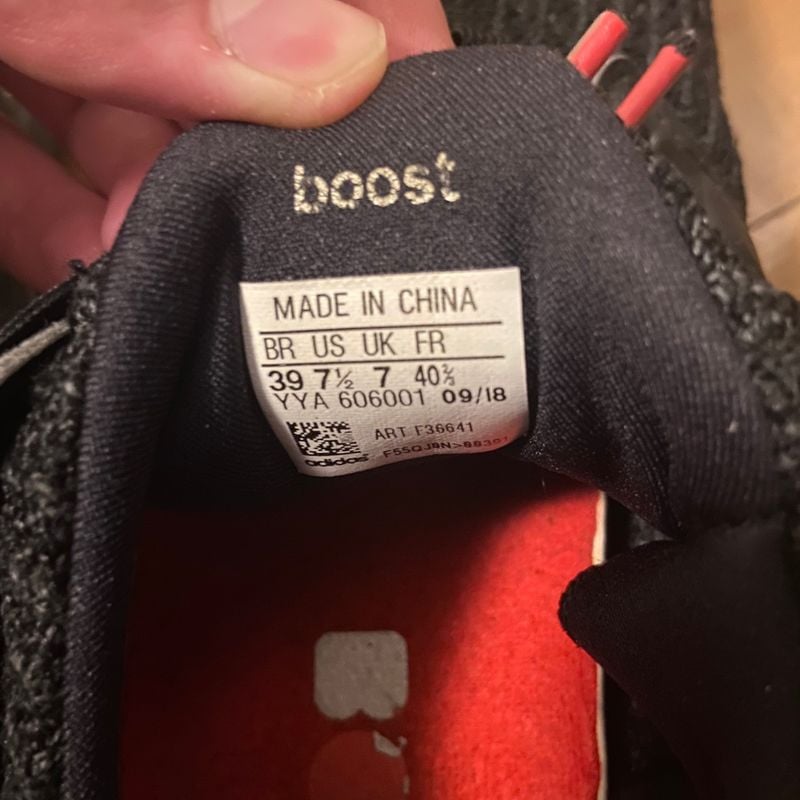 boost
MADE IN CHINA
BR US UK FR
39 7½ 7 40⅔
YYA 606001 09/18
ART F36641
adidas